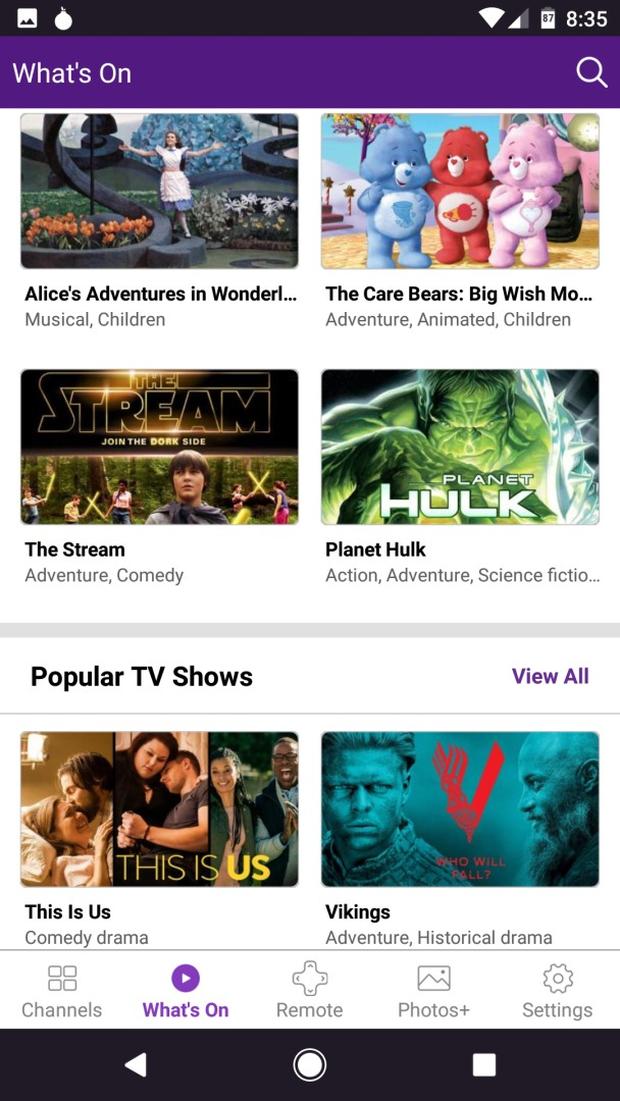 87 8:35
What's On
Alice's Adventures in Wonderl...
The Care Bears: Big Wish Mo...
Musical, Children
Adventure, Animated, Children
THE
STREAM
JOIN THE DORK SIDE
PLANET
HULK
The Stream
Planet Hulk
Adventure, Comedy
Action, Adventure, Science fictio...
Popular TV Shows
View All
THIS IS US
WHO WILL
FALL?
This Is Us
Vikings
Comedy drama
Adventure, Historical drama
Channels
What's On
Remote
Photos+
Settings